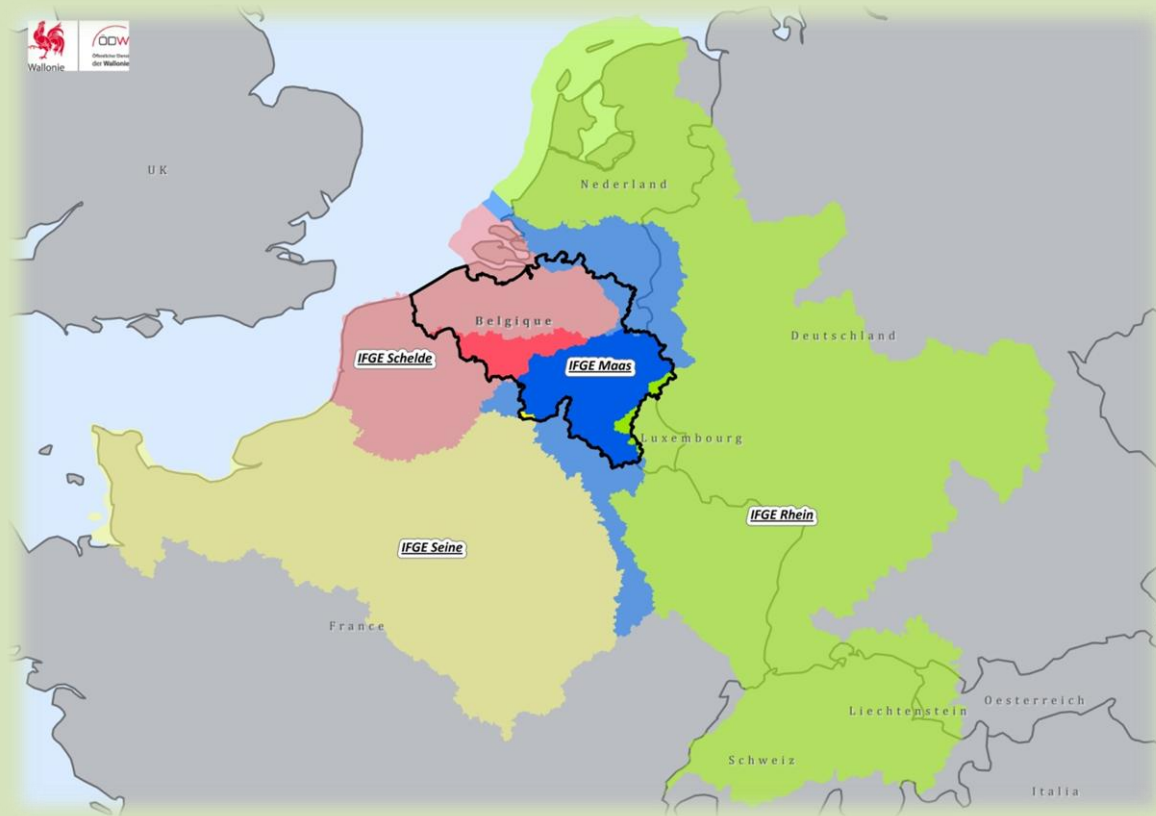 ÖDW
Öffentlicher Dienst
Wallonie
der Wallonie
UK
Nederland
Belgique
Deutschland
IFGE Schelde
IFGE Maas
Luxembourg
IFGE Rhein
IFGE Seine
France
Oesterreich
Liechtenstein
Schweiz
Italia